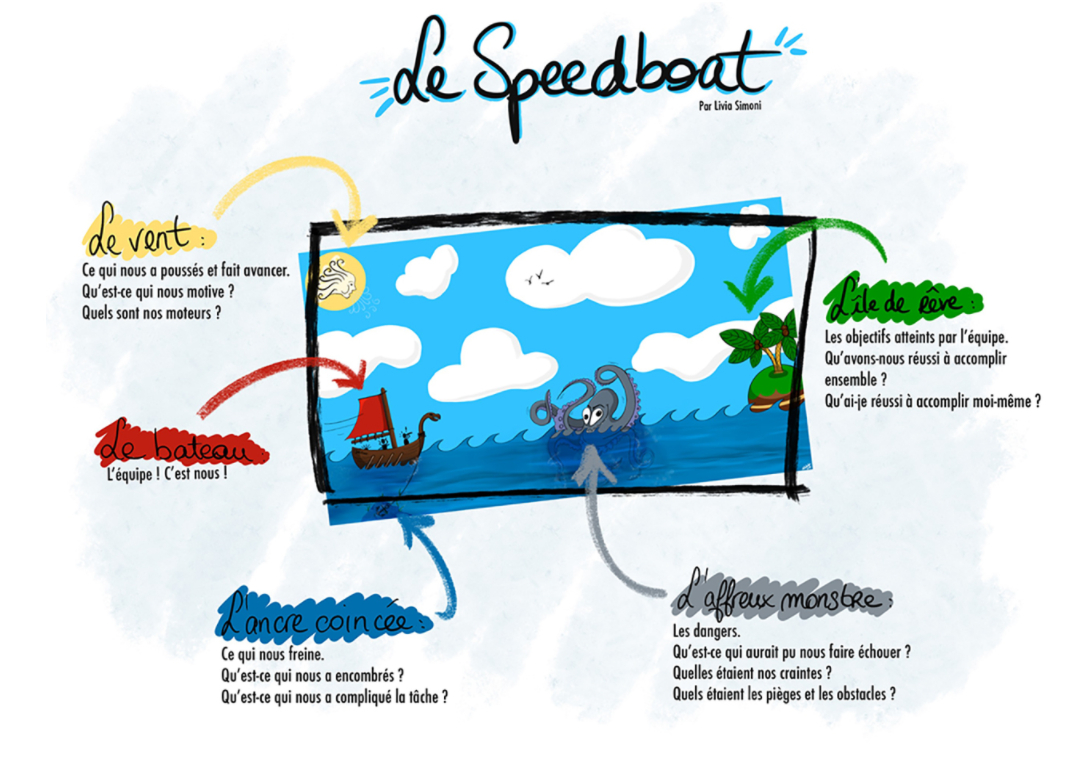 Le Speedboat
Par Livia Simoni
Le vent :
Ce qui nous a poussés et fait avancer.
Qu'est-ce qui nous motive ?
Quels sont nos moteurs ?
L'île de rêve :
Les objectifs atteints par l'équipe.
Qu'avons-nous réussi à accomplir
ensemble ?
Qu'ai-je réussi à accomplir moi-même ?
Le bateau
L'équipe ! C'est nous !
L'ancre coincée :
Ce qui nous freine.
Qu'est-ce qui nous a encombrés ?
Qu'est-ce qui nous a compliqué la tâche ?
L'affreux monstre :
Les dangers.
Qu'est-ce qui aurait pu nous faire échouer ?
Quelles étaient nos craintes ?
Quels étaient les pièges et les obstacles ?